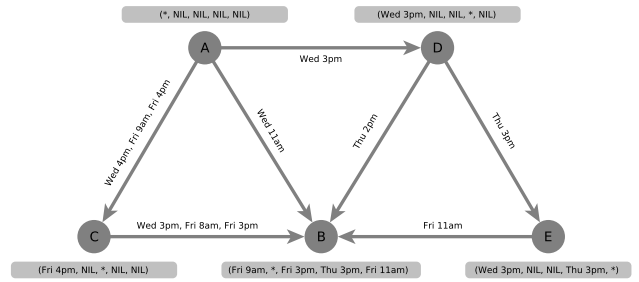 (*, NIL, NIL, NIL, NIL)
(Wed 3pm, NIL, NIL, *, NIL)
A
D
Wed 3pm
Wed 4pm, Fri 9am, Fri 4pm
Wed 11am
Thu 2pm
Thu 3pm
Wed 3pm, Fri 8am, Fri 3pm
Fri 11am
C
B
E
(Fri 4pm, NIL, *, NIL, NIL)
(Fri 9am, *, Fri 3pm, Thu 3pm, Fri 11am)
(Wed 3pm, NIL, NIL, Thu 3pm, *)